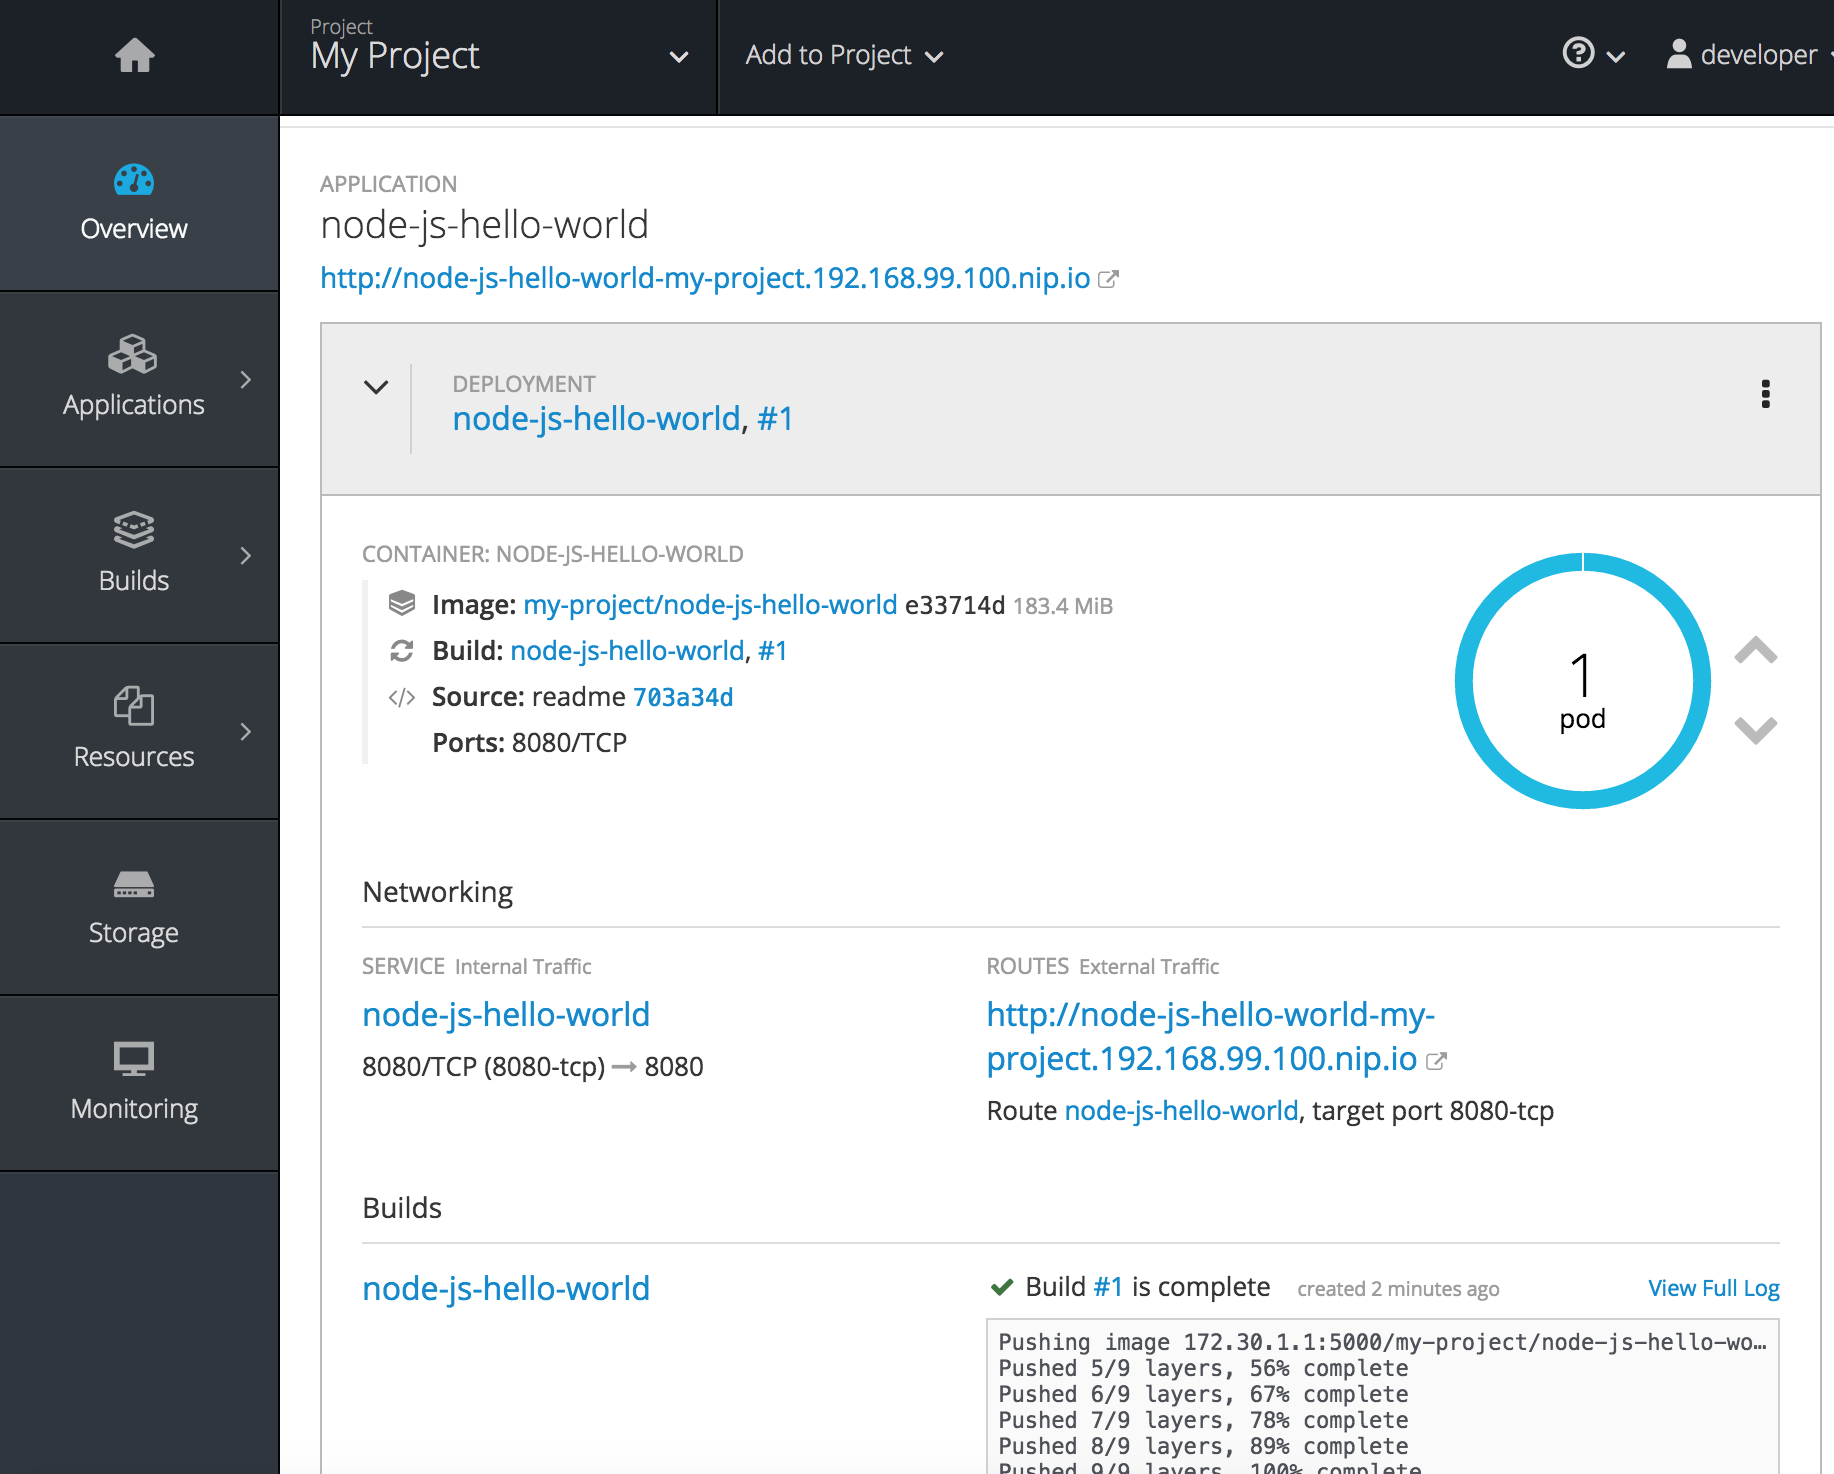 Project
My Project
Add to Project
developer
Overview
Applications
Builds
Resources
Storage
Monitoring
APPLICATION
node-js-hello-world
http://node-js-hello-world-my-project.192.168.99.100.nip.io
DEPLOYMENT
node-js-hello-world, #1
CONTAINER: NODE-JS-HELLO-WORLD
Image: my-project/node-js-hello-world e33714d 183.4 MiB
Build: node-js-hello-world, #1
Source: readme 703a34d
Ports: 8080/TCP
1
pod
Networking
SERVICE Internal Traffic
node-js-hello-world
8080/TCP (8080-tcp) → 8080
ROUTES External Traffic
http://node-js-hello-world-my-
project.192.168.99.100.nip.io
Route node-js-hello-world, target port 8080-tcp
Builds
node-js-hello-world
Build #1 is complete created 2 minutes ago View Full Log
Pushing image 172.30.1.1:5000/my-project/node-js-hello-wo…
Pushed 5/9 layers, 56% complete
Pushed 6/9 layers, 67% complete
Pushed 7/9 layers, 78% complete
Pushed 8/9 layers, 89% complete
Pushed 9/9 layers, 100% complete